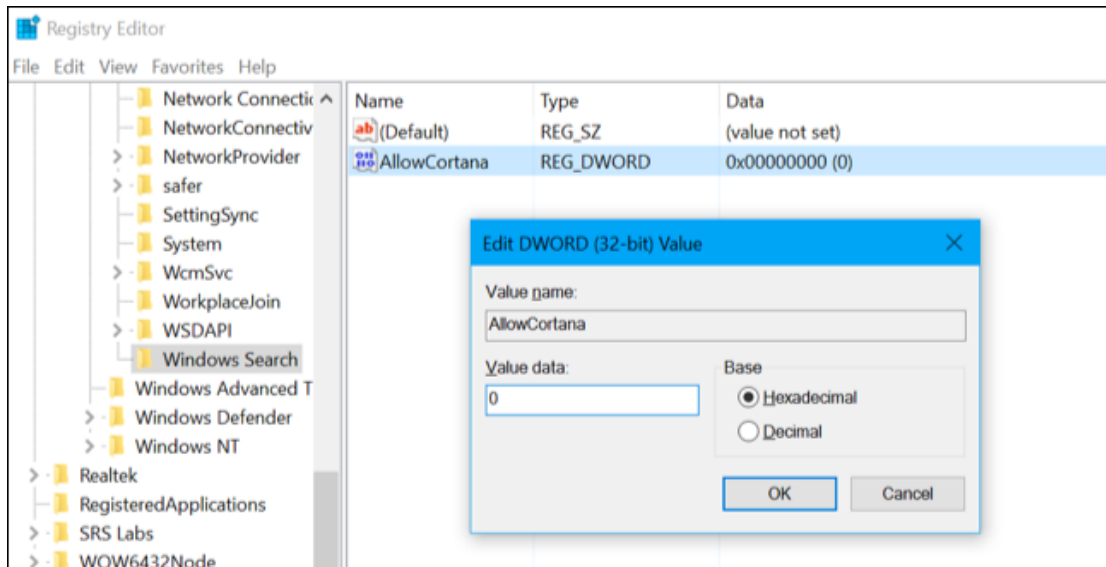 Registry Editor
File Edit View Favorites Help
Network Connectic
NetworkConnectiv
NetworkProvider
safer
SettingSync
System
WcmSvc
WorkplaceJoin
WSDAPI
Windows Search
Windows Advanced T
Windows Defender
Windows NT
Realtek
RegisteredApplications
SRS Labs
WOW6432Node
Name Type Data
ab (Default) REG_SZ (value not set)
AllowCortana REG_DWORD 0x00000000 (0)
Edit DWORD (32-bit) Value
Value name:
AllowCortana
Value data:
0
Base
Hexadecimal
Decimal
OK Cancel